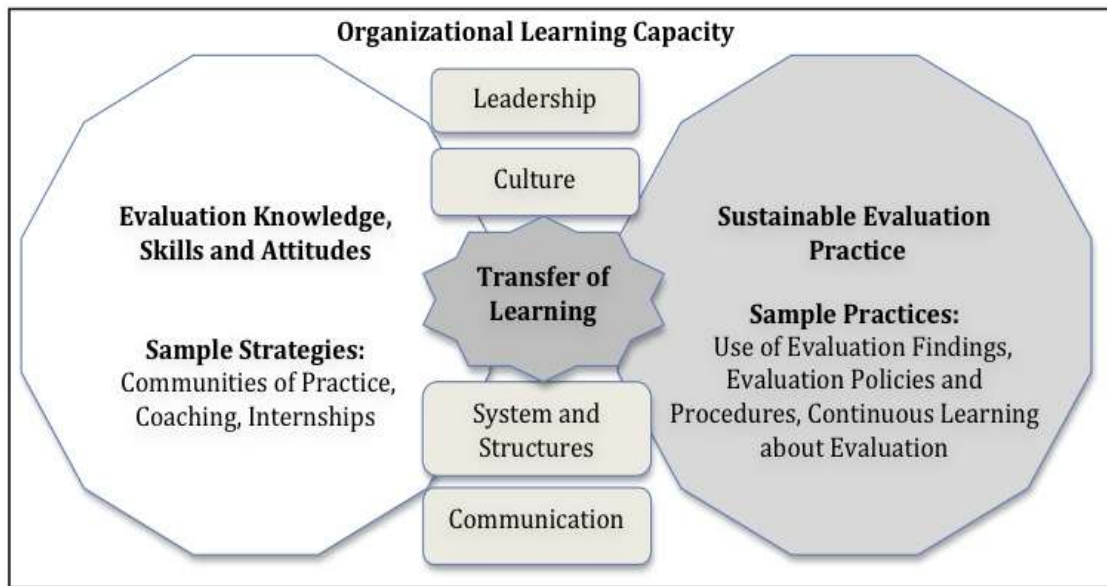 Organizational Learning Capacity
Leadership
Culture
Evaluation Knowledge,
Skills and Attitudes
Sample Strategies:
Communities of Practice,
Coaching, Internships
Transfer of
Learning
Sustainable Evaluation
Practice
Sample Practices:
Use of Evaluation Findings,
Evaluation Policies and
Procedures, Continuous Learning
about Evaluation
System and
Structures
Communication